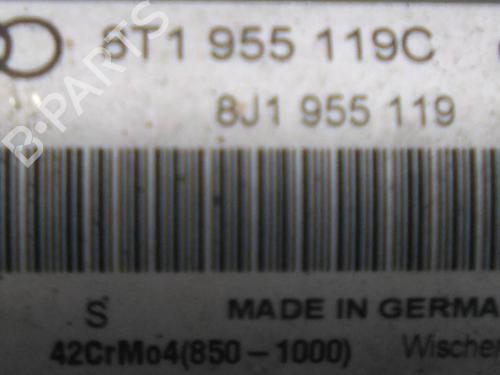 8T1 955 119C
8J1 955 119
S MADE IN GERMA
42CrMo4(850-1000) Wischer
B-PARTS